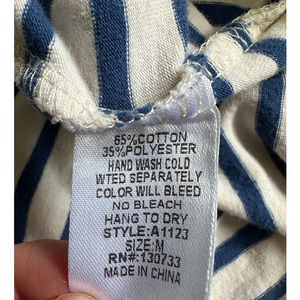 65%COTTON
35%POLYESTER
HAND WASH COLD
WTED SEPARATELY
COLOR WILL BLEED
NO BLEACH
HANG TO DRY
STYLE:A1123
SIZE:M
RN#:130733
MADE IN CHINA